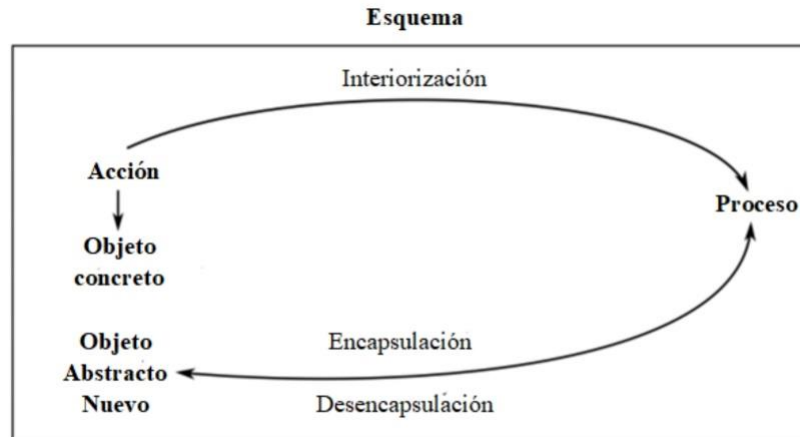 Esquema
Interiorización
Acción
Proceso
Objeto
concreto
Objeto
Abstracto
Nuevo
Encapsulación
Desencapsulación